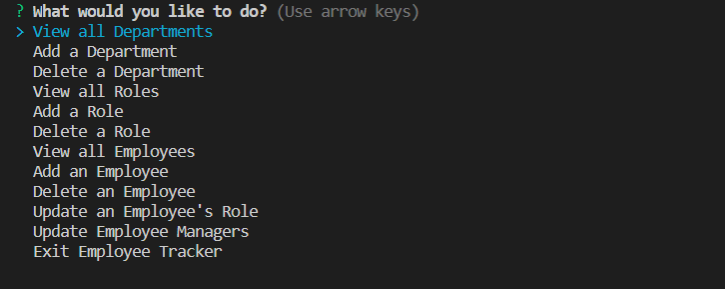 ? What would you like to do? (Use arrow keys)
> View all Departments
Add a Department
Delete a Department
View all Roles
Add a Role
Delete a Role
View all Employees
Add an Employee
Delete an Employee
Update an Employee's Role
Update Employee Managers
Exit Employee Tracker